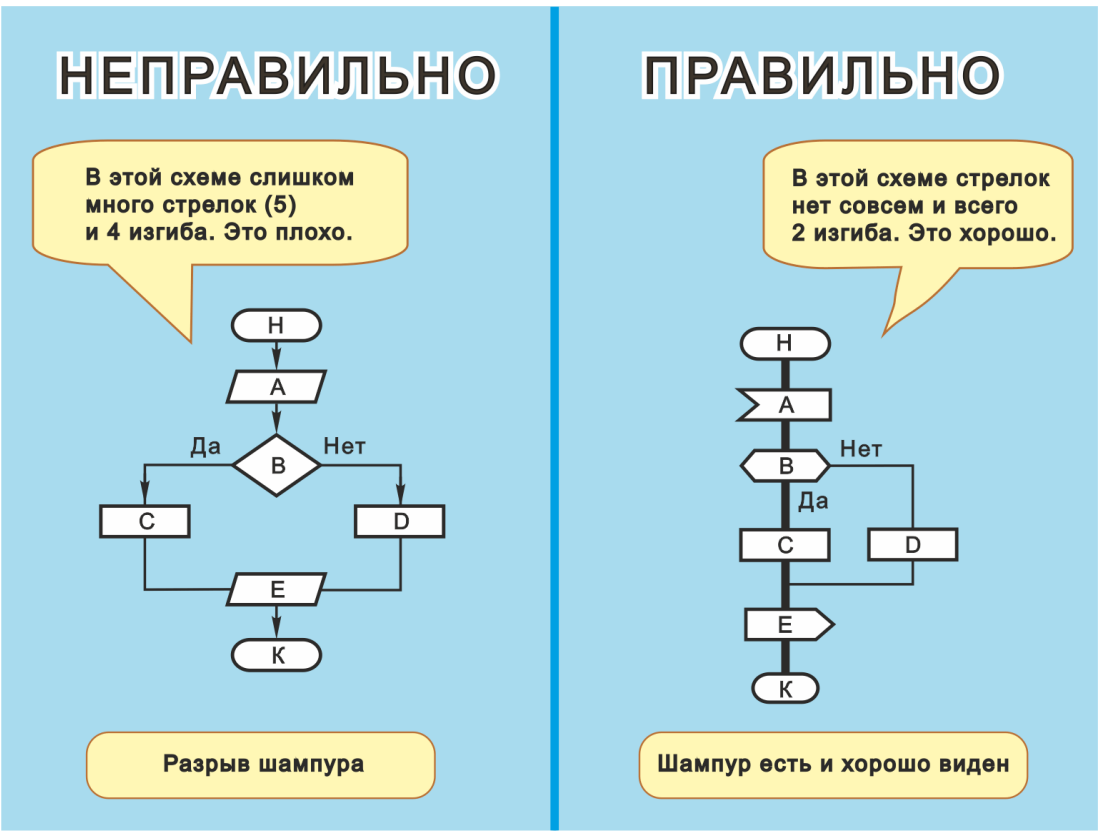 НЕПРАВИЛЬНО
В этой схеме слишком
много стрелок (5)
и 4 изгиба. Это плохо.
Н
А
Да
Нет
В
С
D
Е
К
Разрыв шампура
ПРАВИЛЬНО
В этой схеме стрелок
нет совсем и всего
2 изгиба. Это хорошо.
Н
А
Нет
В
Да
С
D
Е
К
Шампур есть и хорошо виден